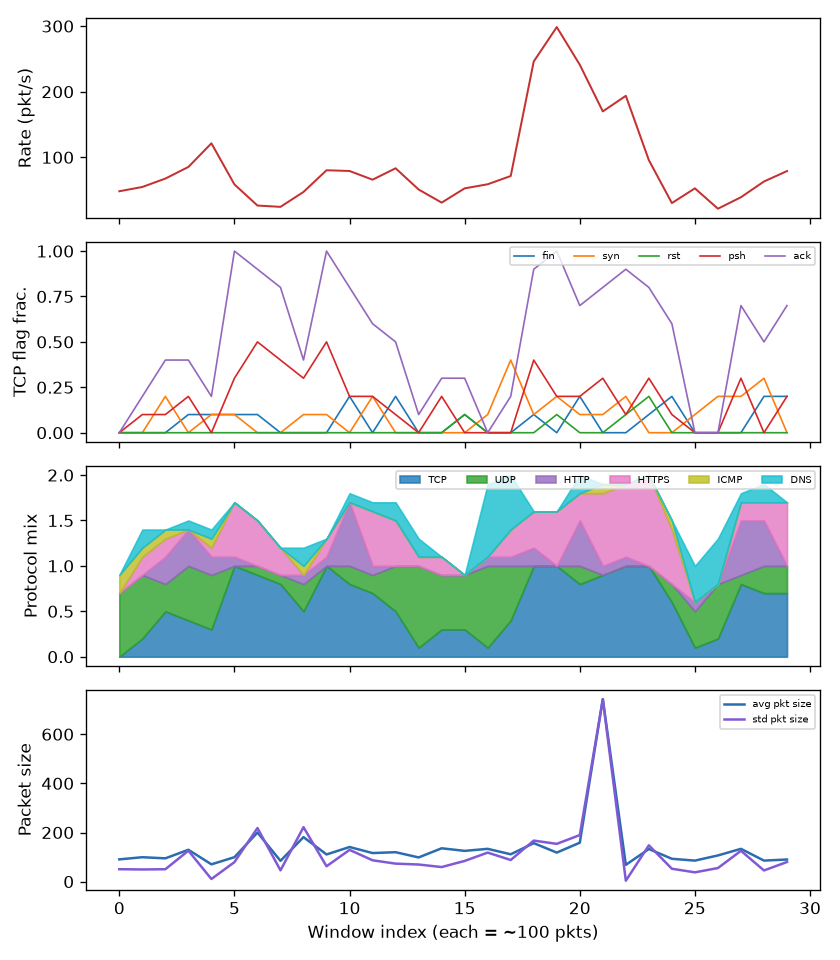 300
200
100
Rate (pkt/s)
fin syn rst psh ack
1.00
0.75
0.50
0.25
0.00
TCP flag frac.
TCP UDP HTTP HTTPS ICMP DNS
2.0
1.5
1.0
0.5
0.0
Protocol mix
avg pkt size
std pkt size
600
400
200
0
Packet size
0 5 10 15 20 25 30
Window index (each = ~100 pkts)